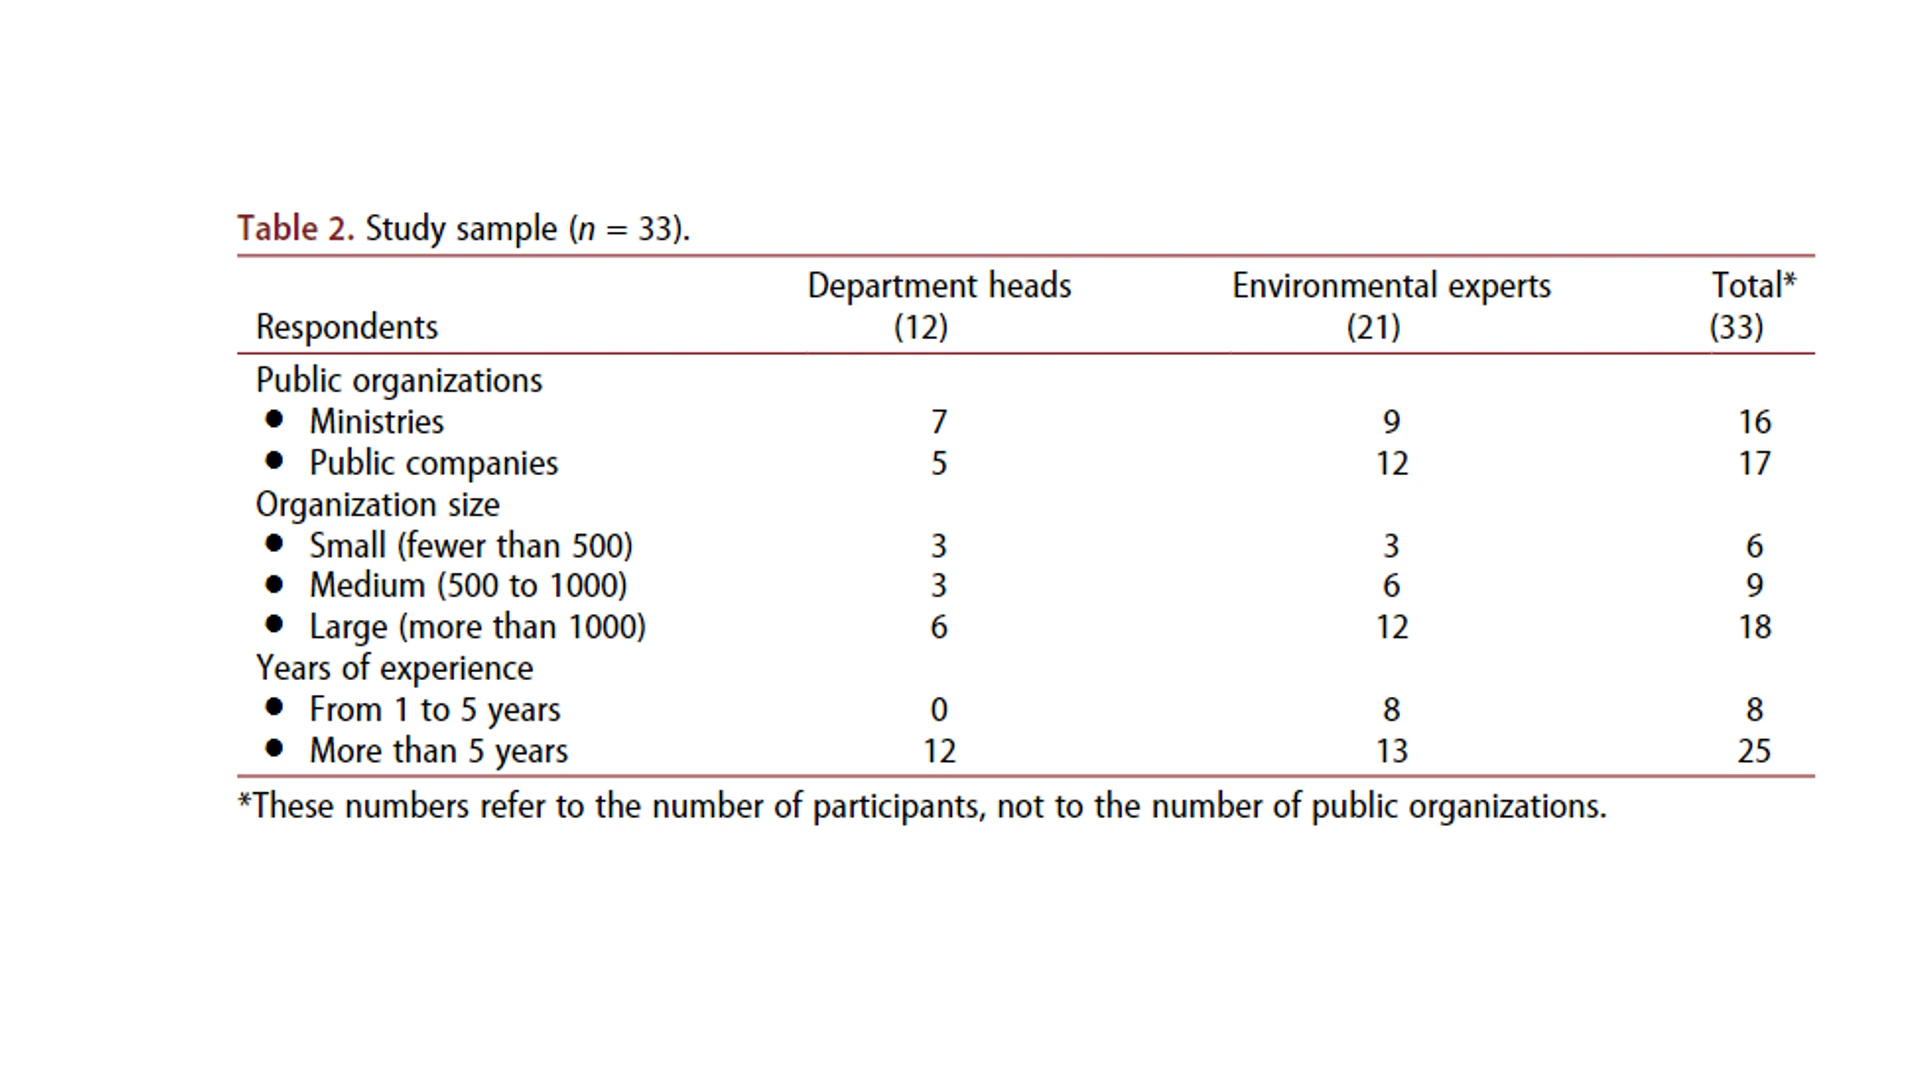 Table 2. Study sample (n = 33).
Respondents Department heads (12) Environmental experts (21) Total* (33)
Public organizations
● Ministries 7 9 16
● Public companies 5 12 17
Organization size
● Small (fewer than 500) 3 3 6
● Medium (500 to 1000) 3 6 9
● Large (more than 1000) 6 12 18
Years of experience
● From 1 to 5 years 0 8 8
● More than 5 years 12 13 25
*These numbers refer to the number of participants, not to the number of public organizations.